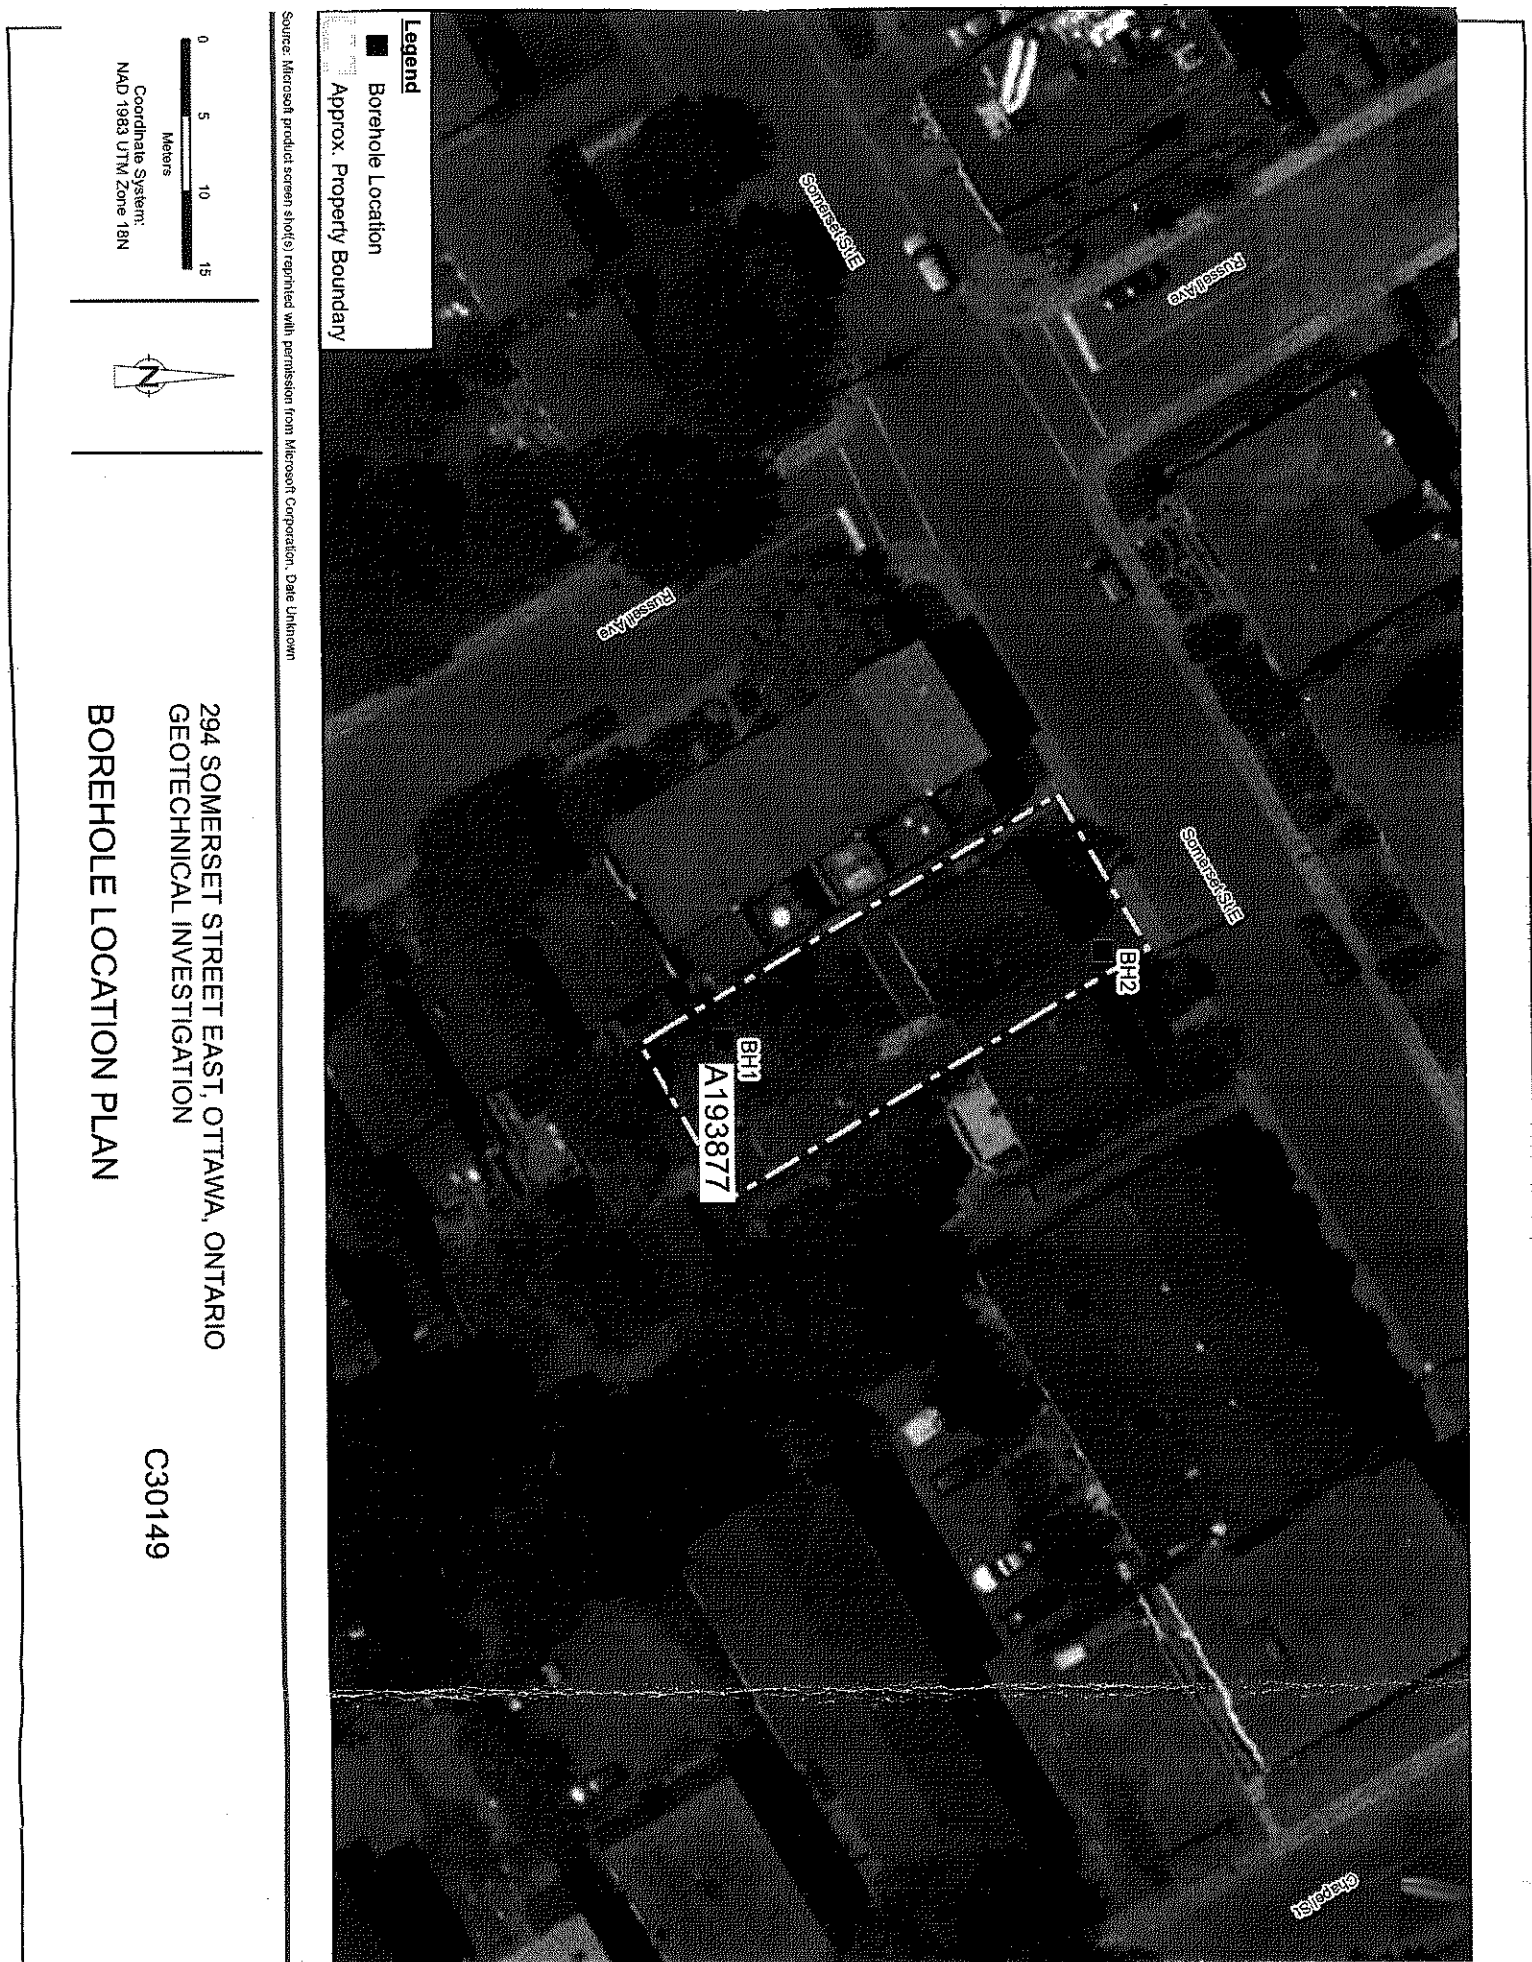 Legend
Borehole Location
Approx. Property Boundary
Somerset St E
Russell Ave
Russell Ave
Somerset St E
BH2
BH1
A193877
Chapel St
Source: Microsoft product screen shot(s) reprinted with permission from Microsoft Corporation, Date Unknown
0 5 10 15
Meters
Coordinate System:
NAD 1983 UTM Zone 18N
N
294 SOMERSET STREET EAST, OTTAWA, ONTARIO
GEOTECHNICAL INVESTIGATION
BOREHOLE LOCATION PLAN
C30149